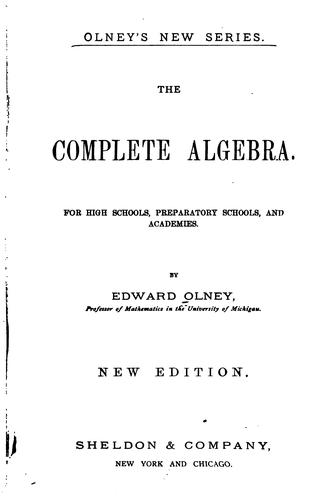 OLNEY'S NEW SERIES.
THE
COMPLETE ALGEBRA.
FOR HIGH SCHOOLS, PREPARATORY SCHOOLS, AND
ACADEMIES.
BY
EDWARD OLNEY,
Professor of Mathematics in the University of Michigan.
NEW EDITION.
SHELDON & COMPANY,
NEW YORK AND CHICAGO.